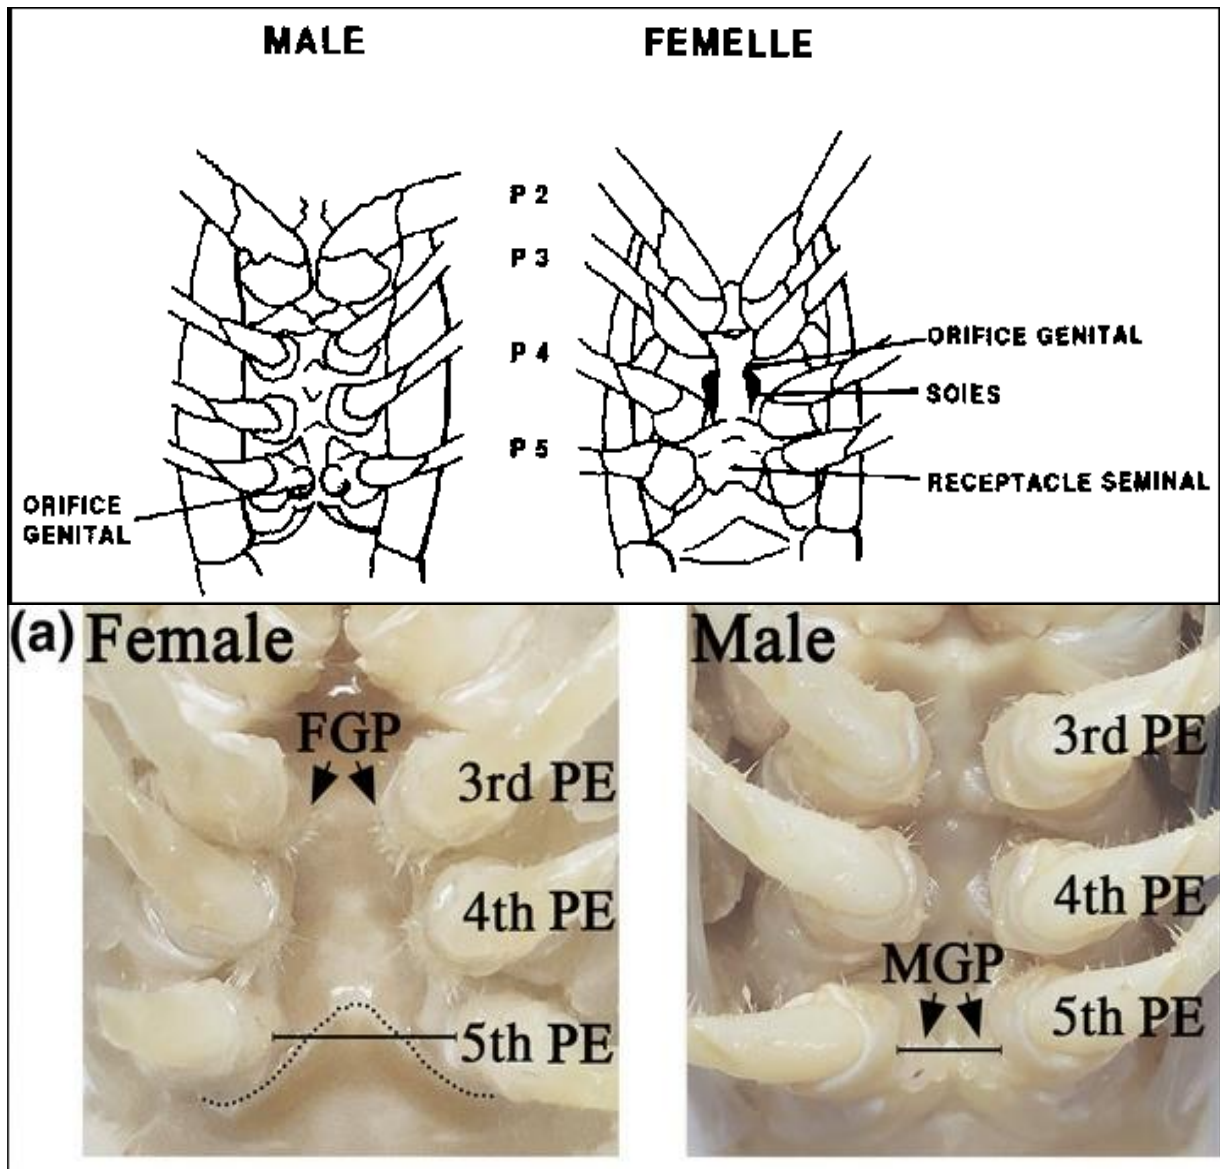 MALE
FEMELLE
P 2
P 3
P 4
P 5
ORIFICE GENITAL
SOIES
RECEPTACLE SEMINAL
ORIFICE
GENITAL
(a) Female
FGP
3rd PE
4th PE
5th PE
Male
3rd PE
4th PE
MGP
5th PE